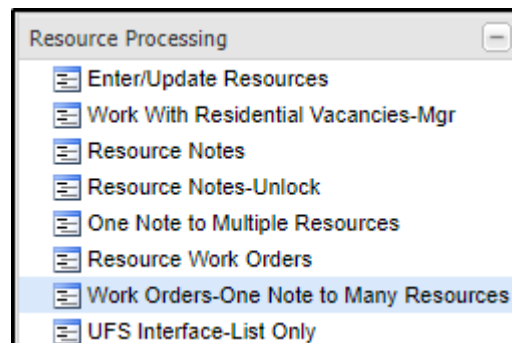 Resource Processing
Enter/Update Resources
Work With Residential Vacancies-Mgr
Resource Notes
Resource Notes-Unlock
One Note to Multiple Resources
Resource Work Orders
Work Orders-One Note to Many Resources
UFS Interface-List Only